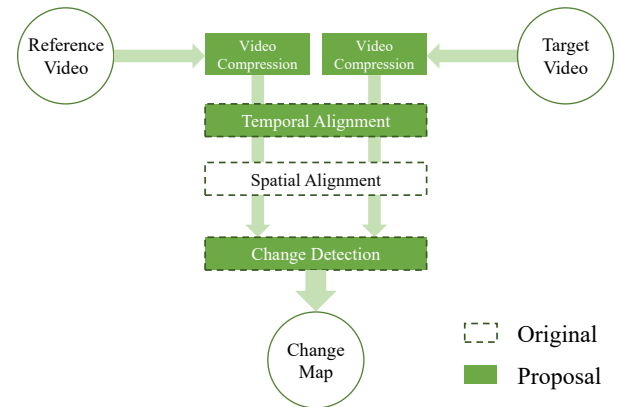 Reference
Video
Video
Compression
Video
Compression
Target
Video
Temporal Alignment
Spatial Alignment
Change Detection
Change
Map
Original
Proposal